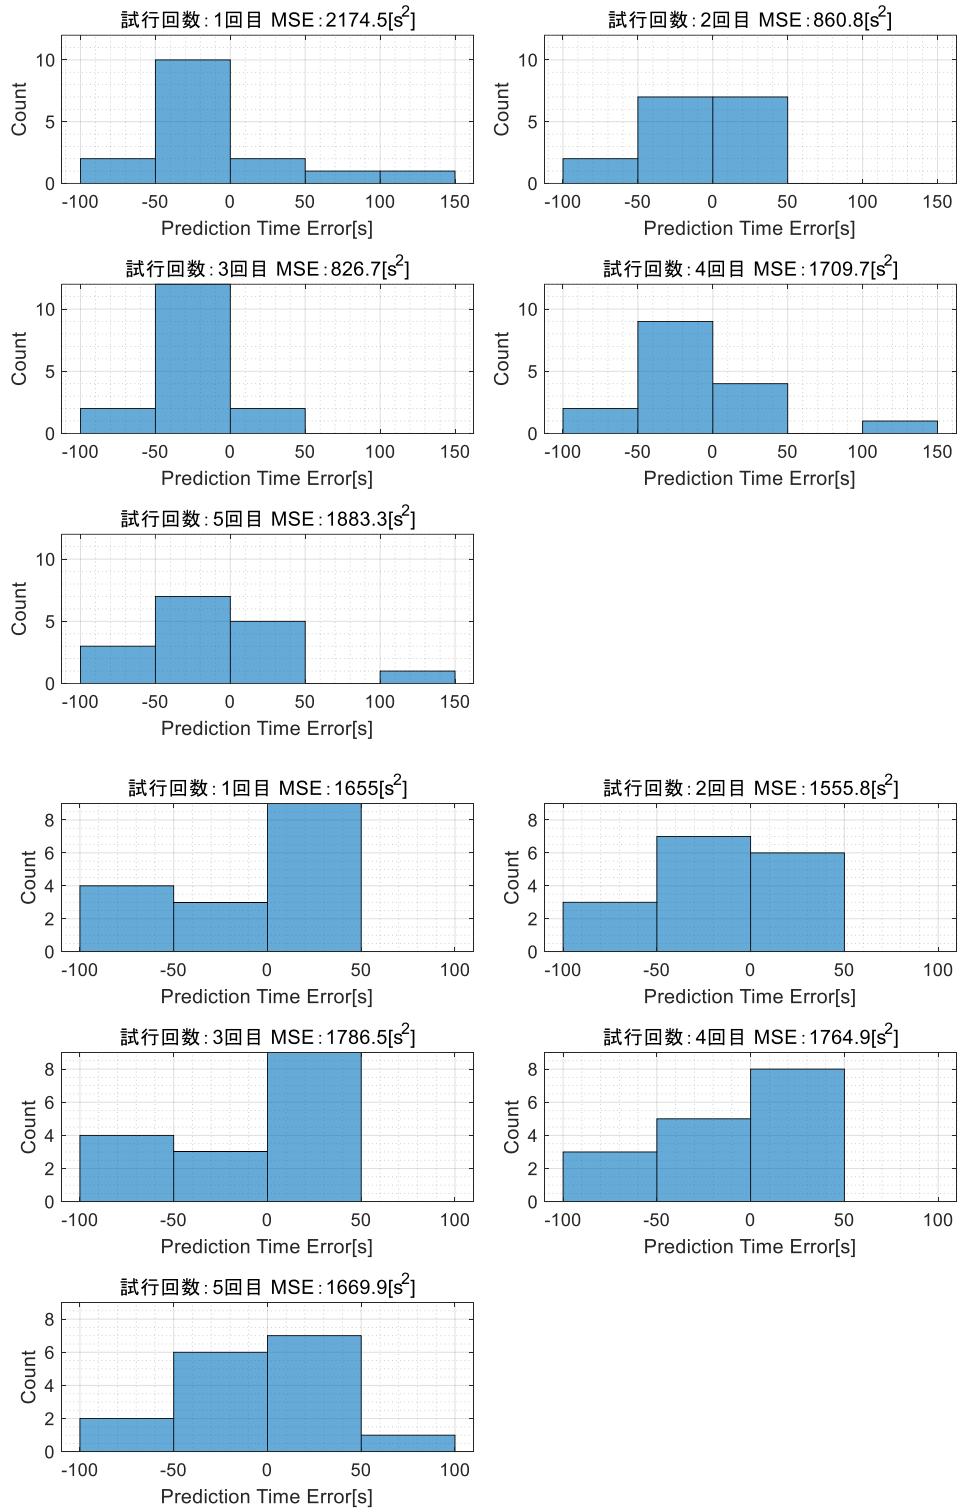 試行回数：1回目 MSE：2174.5[s²]
10
5
0
Count
-100 -50 0 50 100 150
Prediction Time Error[s]
試行回数：2回目 MSE：860.8[s²]
10
5
0
Count
-100 -50 0 50 100 150
Prediction Time Error[s]
試行回数：3回目 MSE：826.7[s²]
10
5
0
Count
-100 -50 0 50 100 150
Prediction Time Error[s]
試行回数：4回目 MSE：1709.7[s²]
10
5
0
Count
-100 -50 0 50 100 150
Prediction Time Error[s]
試行回数：5回目 MSE：1883.3[s²]
10
5
0
Count
-100 -50 0 50 100 150
Prediction Time Error[s]
試行回数：1回目 MSE：1655[s²]
8
6
4
2
0
Count
-100 -50 0 50 100
Prediction Time Error[s]
試行回数：2回目 MSE：1555.8[s²]
8
6
4
2
0
Count
-100 -50 0 50 100
Prediction Time Error[s]
試行回数：3回目 MSE：1786.5[s²]
8
6
4
2
0
Count
-100 -50 0 50 100
Prediction Time Error[s]
試行回数：4回目 MSE：1764.9[s²]
8
6
4
2
0
Count
-100 -50 0 50 100
Prediction Time Error[s]
試行回数：5回目 MSE：1669.9[s²]
8
6
4
2
0
Count
-100 -50 0 50 100
Prediction Time Error[s]